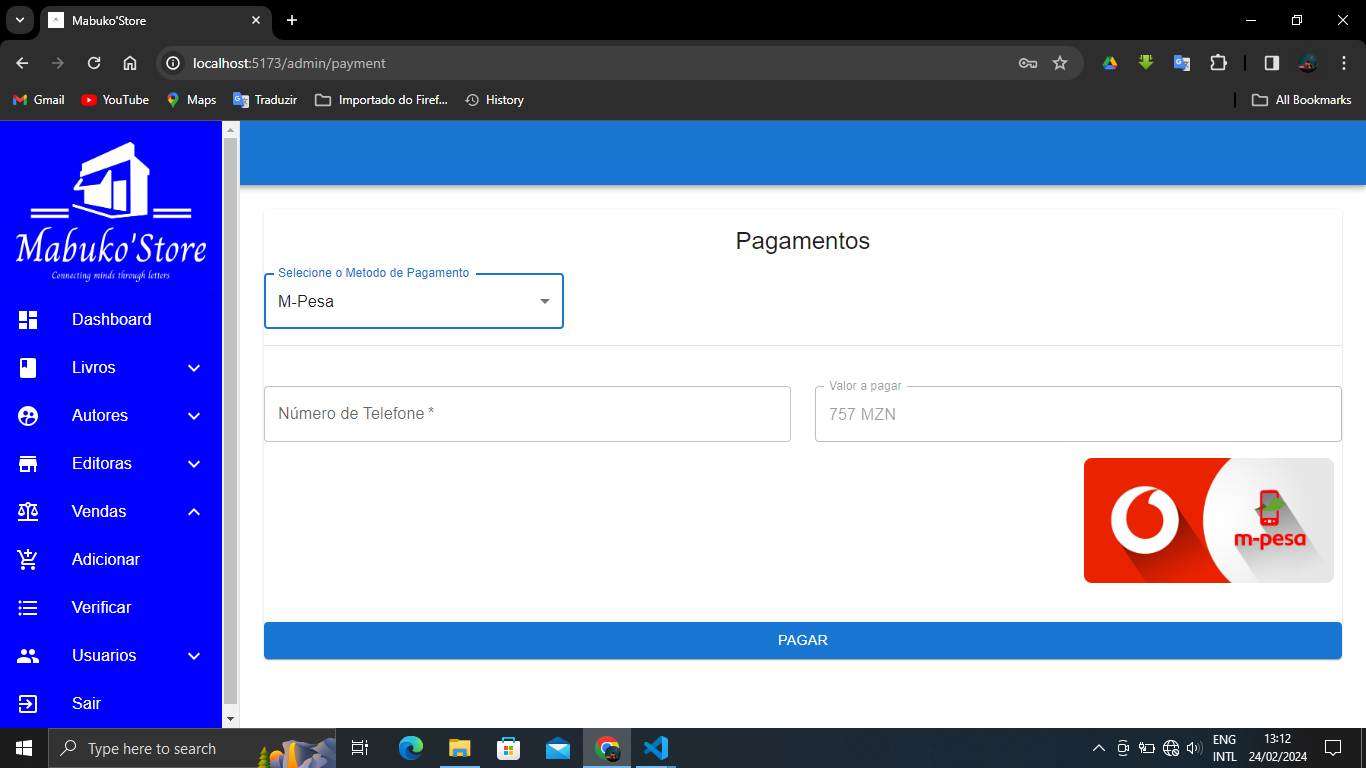 Mabuko'Store
localhost:5173/admin/payment
Gmail
YouTube
Maps
Traduzir
Importado do Firef...
History
All Bookmarks
Mabuko'Store
Connecting minds through letters
Dashboard
Livros
Autores
Editoras
Vendas
Adicionar
Verificar
Usuarios
Sair
Pagamentos
Selecione o Metodo de Pagamento
M-Pesa
Número de Telefone *
Valor a pagar
757 MZN
m-pesa
PAGAR
Type here to search
ENG
INTL
13:12
24/02/2024